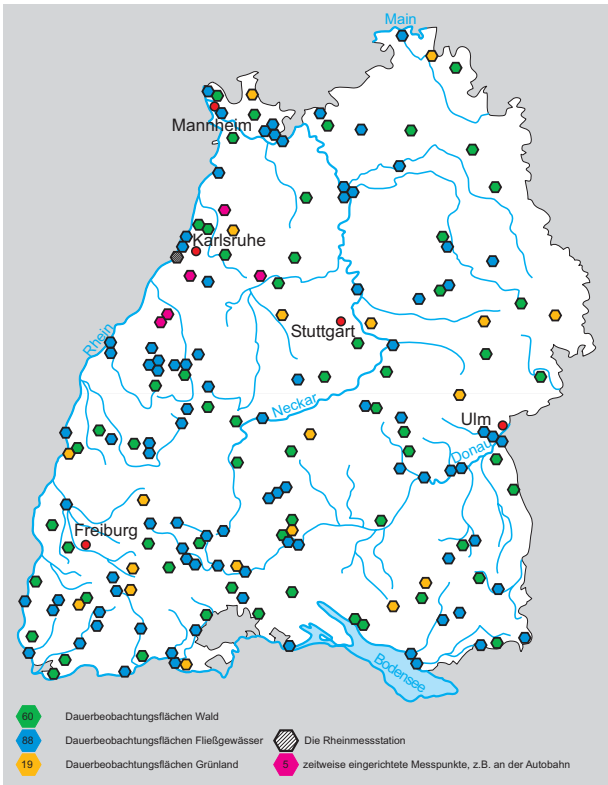 Main
Mannheim
Karlsruhe
Rhein
Stuttgart
Neckar
Ulm
Donau
Freiburg
Bodensee
60 Dauerbeobachtungsflächen Wald
88 Dauerbeobachtungsflächen Fließgewässer
Die Rheinmessstation
19 Dauerbeobachtungsflächen Grünland
5 zeitweise eingerichtete Messpunkte, z.B. an der Autobahn